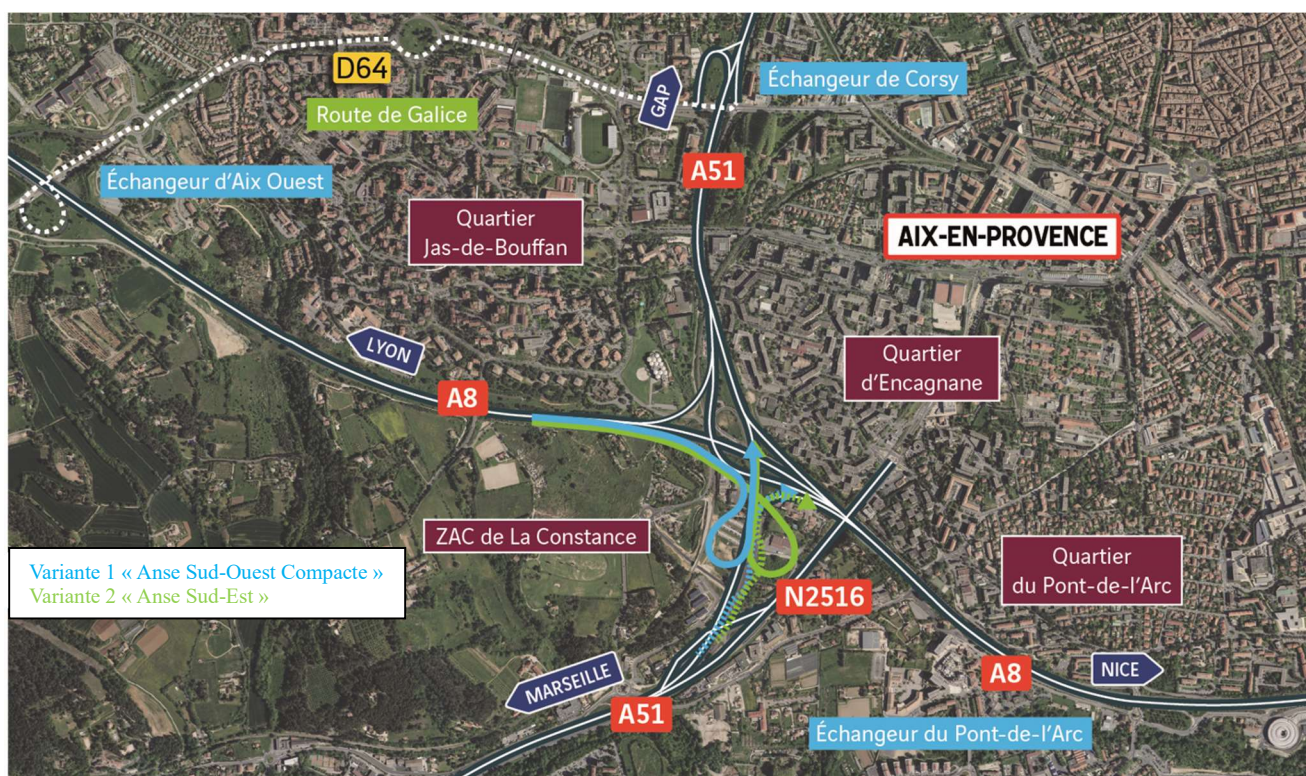 D64
Route de Galice
GAP
Échangeur de Corsy
Échangeur d'Aix Ouest
A51
Quartier
Jas-de-Bouffan
AIX-EN-PROVENCE
LYON
A8
Quartier
d'Encagnane
ZAC de La Constance
Variante 1 « Anse Sud-Ouest Compacte »
Variante 2 « Anse Sud-Est »
N2516
Quartier
du Pont-de-l'Arc
MARSEILLE
A51
A8
NICE
Échangeur du Pont-de-l'Arc